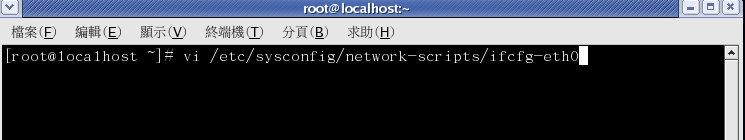 root@localhost:~
檔案(F) 編輯(E) 顯示(V) 終端機(T) 分頁(B) 求助(H)
[root@localhost ~]# vi /etc/sysconfig/network-scripts/ifcfg-eth0